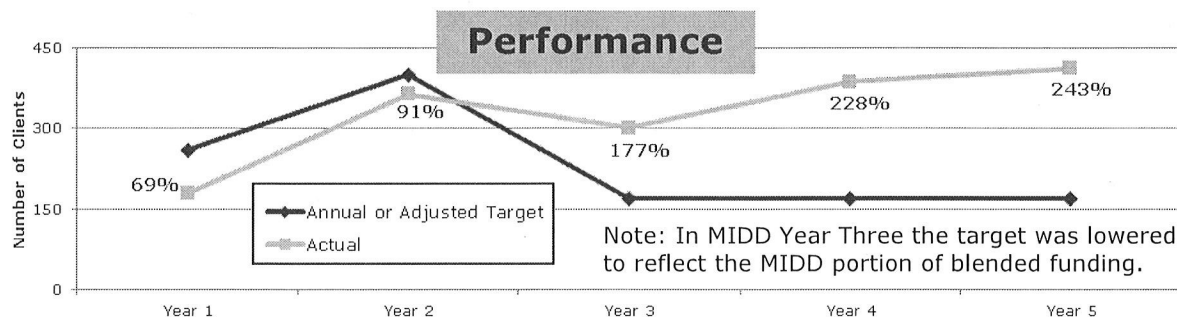 Performance
Number of Clients
450
300
150
0
69%
91%
177%
228%
243%
Annual or Adjusted Target
Actual
Note: In MIDD Year Three the target was lowered
to reflect the MIDD portion of blended funding.
Year 1
Year 2
Year 3
Year 4
Year 5